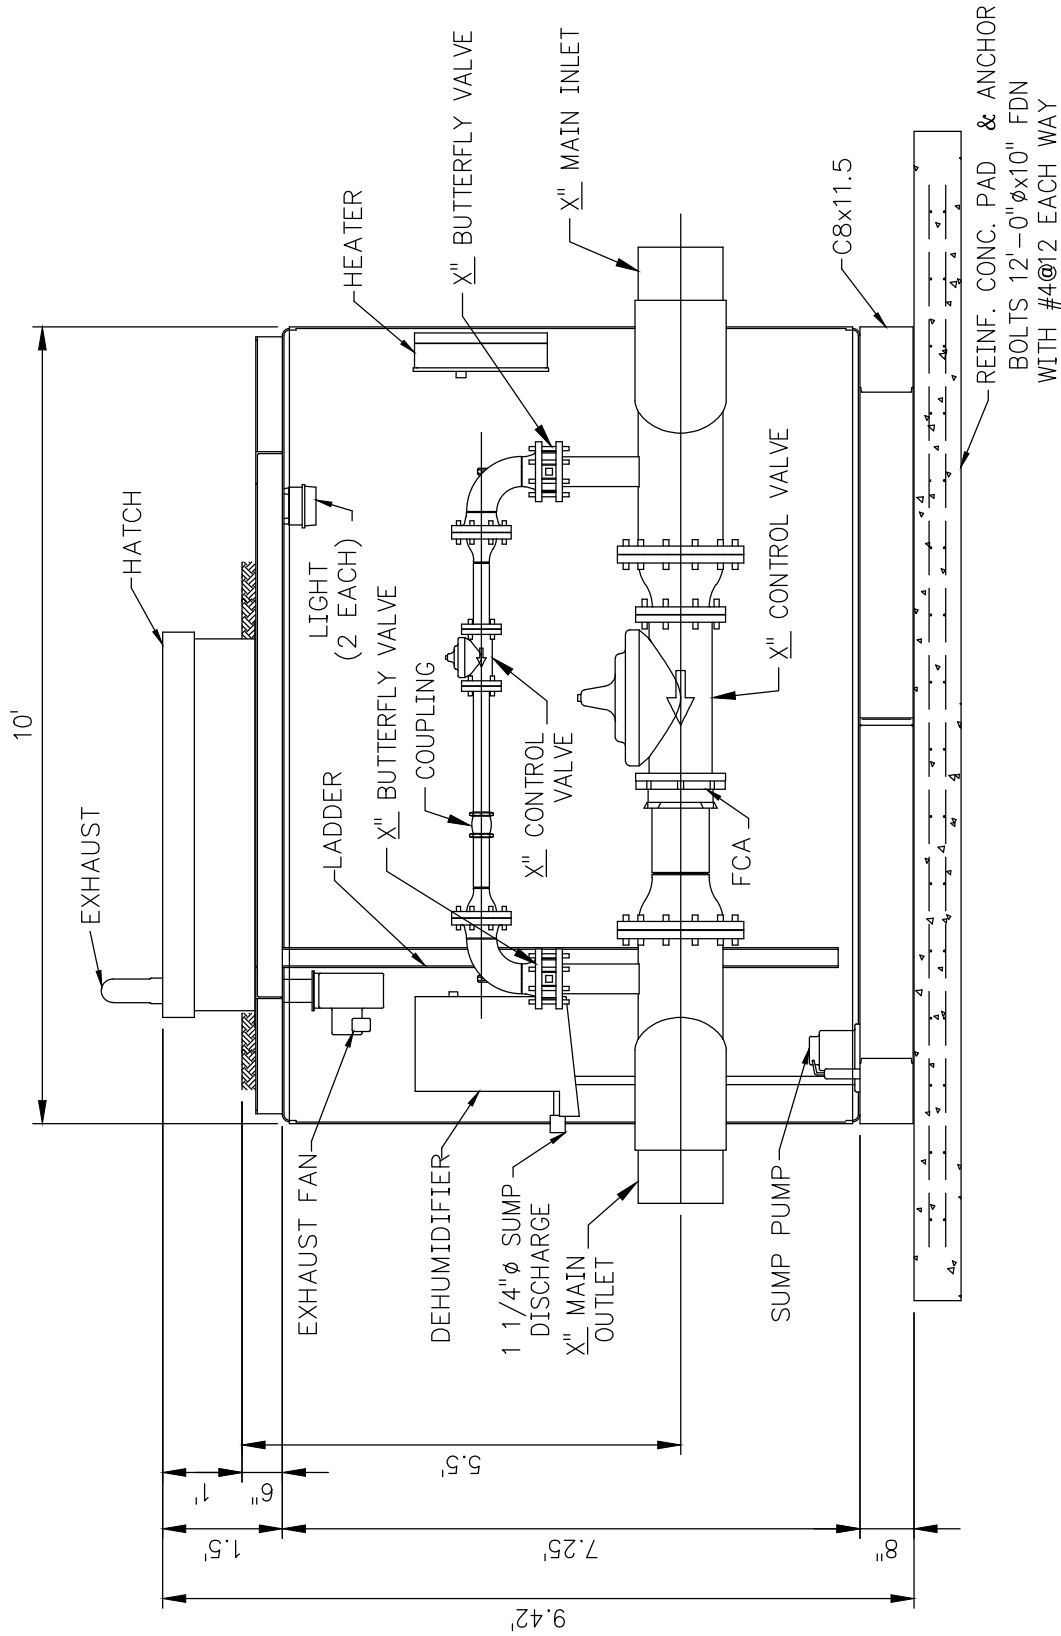 10'
EXHAUST
HATCH
LIGHT
(2 EACH)
HEATER
X" BUTTERFLY VALVE
X" MAIN INLET
LADDER
X" BUTTERFLY VALVE
COUPLING
X" CONTROL
VALVE
FCA
X" CONTROL VALVE
C8x11.5
REINF. CONC. PAD & ANCHOR
BOLTS 12'-0"øx10" FDN
WITH #4@12 EACH WAY
EXHAUST FAN
DEHUMIDIFIER
1 1/4"ø SUMP
DISCHARGE
X" MAIN
OUTLET
SUMP PUMP
1'
6"
5.5'
1.5'
7.25'
8"
9.42'